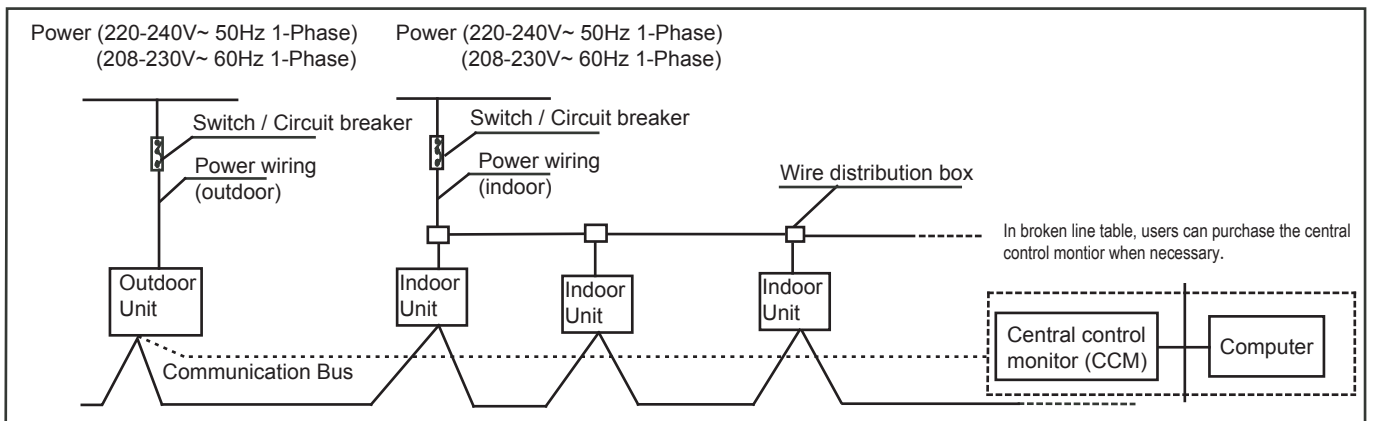 Power (220-240V~ 50Hz 1-Phase)
(208-230V~ 60Hz 1-Phase)
Power (220-240V~ 50Hz 1-Phase)
(208-230V~ 60Hz 1-Phase)
Switch / Circuit breaker
Power wiring
(outdoor)
Switch / Circuit breaker
Power wiring
(indoor)
Wire distribution box
In broken line table, users can purchase the central
control montior when necessary.
Outdoor
Unit
Indoor
Unit
Indoor
Unit
Indoor
Unit
Central control
monitor (CCM)
Computer
Communication Bus